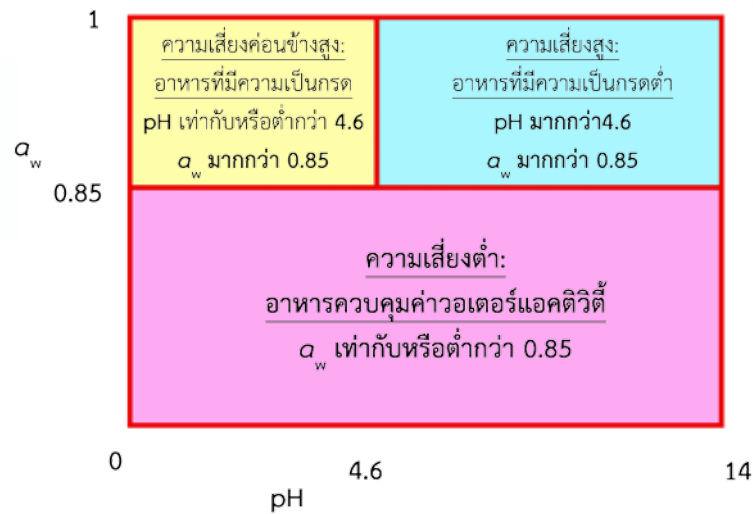 1
ความเสี่ยงค่อนข้างสูง:
อาหารที่มีความเป็นกรด
pH เท่ากับหรือต่ำกว่า 4.6
aw มากกว่า 0.85
ความเสี่ยงสูง:
อาหารที่มีความเป็นกรดต่ำ
pH มากกว่า4.6
aw มากกว่า 0.85
aw
0.85
ความเสี่ยงต่ำ:
อาหารควบคุมค่าวอเตอร์แอคติวิตี้
aw เท่ากับหรือต่ำกว่า 0.85
0
4.6
14
pH